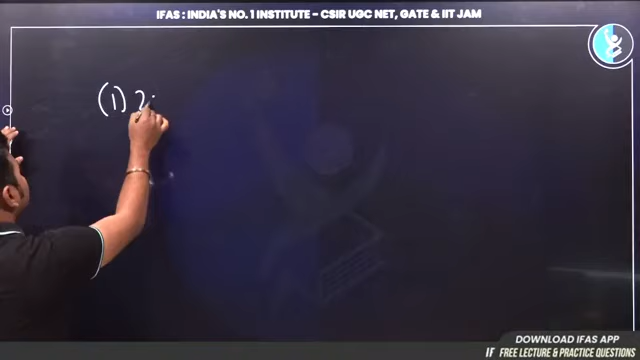 IFAS : INDIA'S NO. 1 INSTITUTE – CSIR UGC NET, GATE & IIT JAM
(1)
DOWNLOAD IFAS APP
FREE LECTURE & PRACTICE QUESTIONS